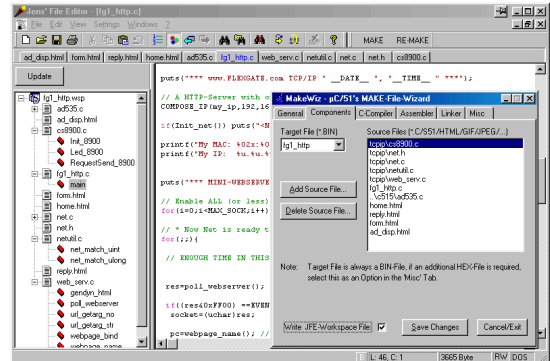 Jens' File Editor - [fg1_http.c]
File Edit View Settings Windows ?
MAKE RE-MAKE
ad_disp.html form.html reply.html home.html ad535.c fg1_http.c web_serv.c netutil.c net.c net.h cs8900.c
Update
fg1_http.wsp
ad535.c
ad_disp.html
cs8900.c
Init_8900
Led_8900
RequestSend_8900
fg1_http.c
main
form.html
home.html
net.c
net.h
netutil.c
net_match_uint
net_match_ulong
reply.html
web_serv.c
gendyn_html
poll_webserver
url_getarg_no
url_getarg_str
webpage_bind
webpage_name
puts("*** www.FLEXGATE.com TCP/IP " __DATE__ ", "__TIME__ " ***");
// A HTTP-Server with o
COMPOSE_IP(my_ip,192,16
if(Init_net()) puts("<N
printf("My MAC: %02x:%0
printf("My IP: %u.%u.%
puts("*** MINI-WEBSERVE
// Enable ALL (or less)
for(i=0;i<MAX_SOCK;i++)
// * Now Net is ready t
for(;;){
// ENOUGH TIME IN THIS
res=poll_webserver();
if((res&0xFF00) ==EVEN
socket=(uchar)res;
pc=webpage_name(); //
MakeWiz - µC/51's MAKE-File-Wizard
General Components C-Compiler Assembler Linker Misc
Target File (*.BIN) Source Files (*.C/S51/HTML/GIF/JPEG/...)
fg1_http
tcpip\cs8900.c
tcpip\net.h
tcpip\net.c
tcpip\netutil.c
tcpip\web_serv.c
fg1_http.c
..\c515\ad535.c
home.html
reply.html
form.html
ad_disp.html
Add Source File...
Delete Source File...
Note: Target File is always a BIN-File, if an additional HEX-File is required,
select this as an Option in the 'Misc' Tab.
Write JFE-Workspace File: Save Changes Cancel/Exit
L: 46, C: 1 3665 Byte RW DOS